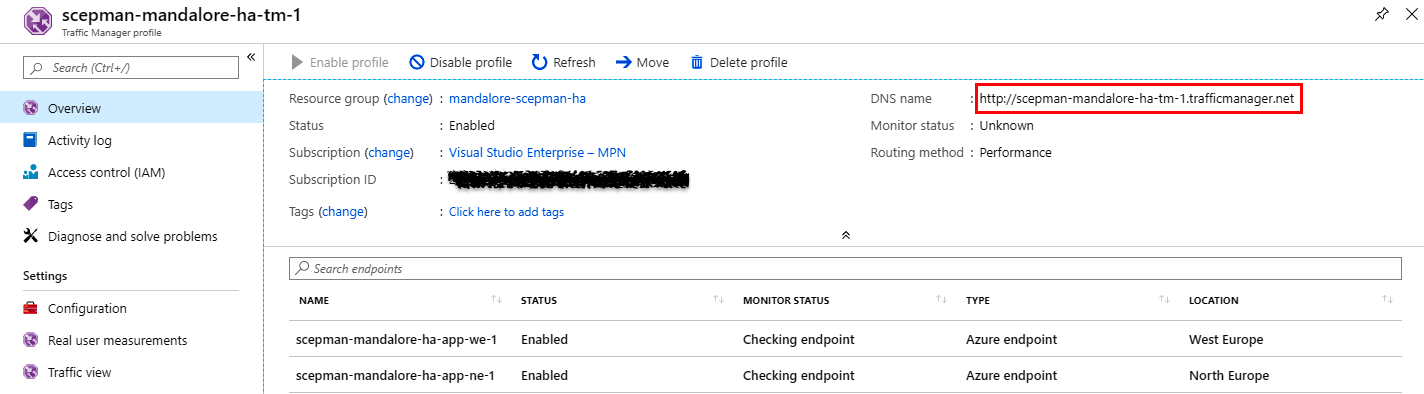 scepman-mandalore-ha-tm-1
Traffic Manager profile
Search (Ctrl+/)
«
Overview
Activity log
Access control (IAM)
Tags
Diagnose and solve problems
Settings
Configuration
Real user measurements
Traffic view
Enable profile Disable profile Refresh Move Delete profile
Resource group (change) : mandalore-scepman-ha
Status : Enabled
Subscription (change) : Visual Studio Enterprise – MPN
Subscription ID :
Tags (change) : Click here to add tags
DNS name : http://scepman-mandalore-ha-tm-1.trafficmanager.net
Monitor status : Unknown
Routing method : Performance
Search endpoints
NAME STATUS MONITOR STATUS TYPE LOCATION
scepman-mandalore-ha-app-we-1 Enabled Checking endpoint Azure endpoint West Europe
scepman-mandalore-ha-app-ne-1 Enabled Checking endpoint Azure endpoint North Europe